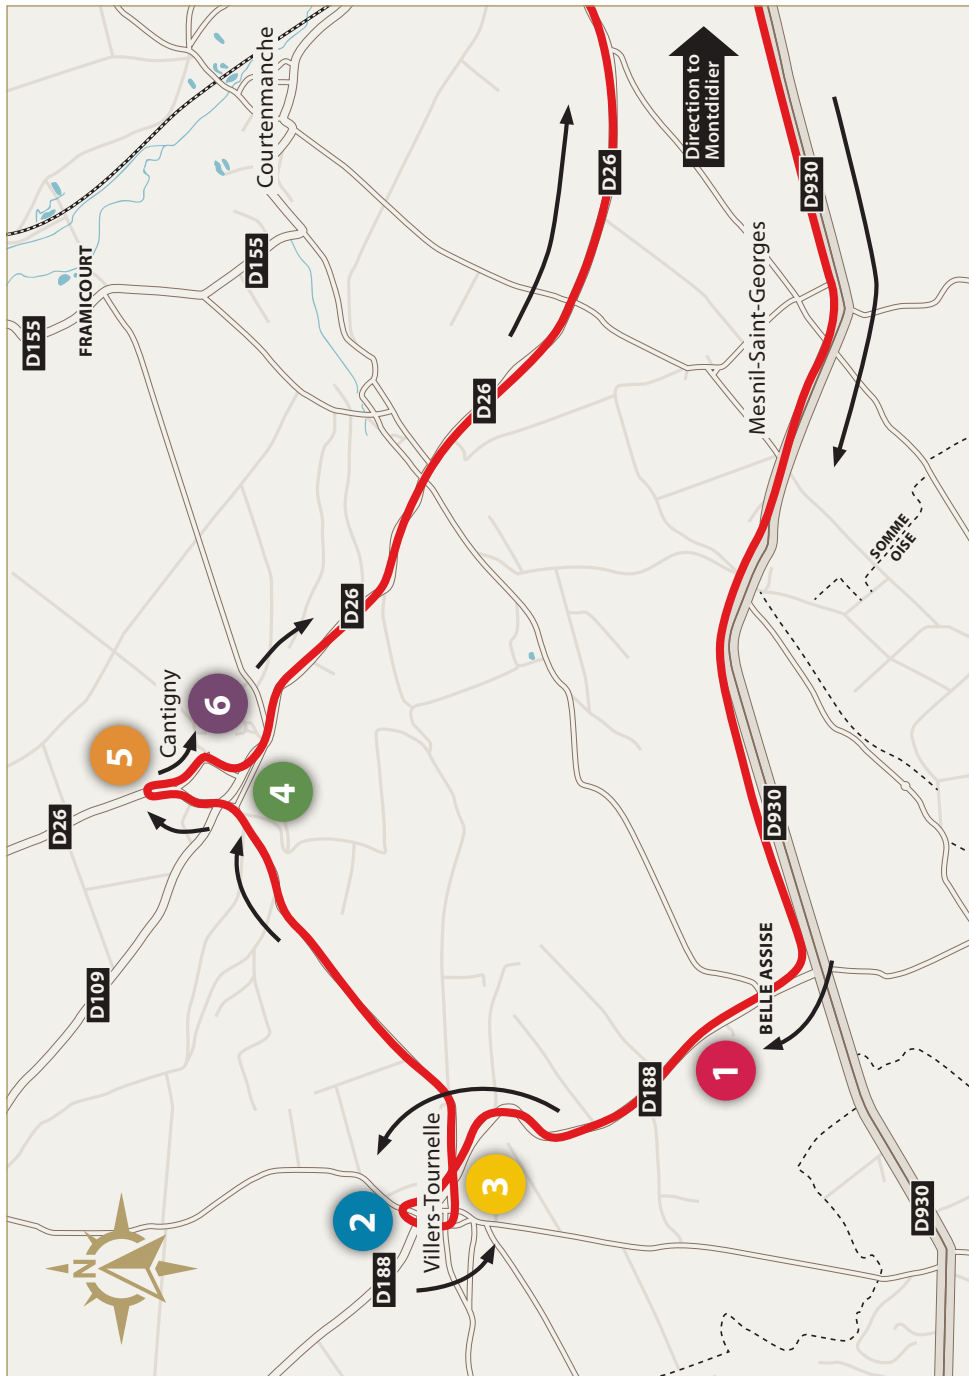 N
D155
FRAMICOURT
D155
Courtenmanche
D26
D109
5
Cantigny
6
4
D26
D26
D26
Direction to
Montdidier
D930
Mesnil-Saint-Georges
SOMME
OISE
D930
BELLE ASSISE
1
D188
2
D188
Villers-Tournelle
3
D930